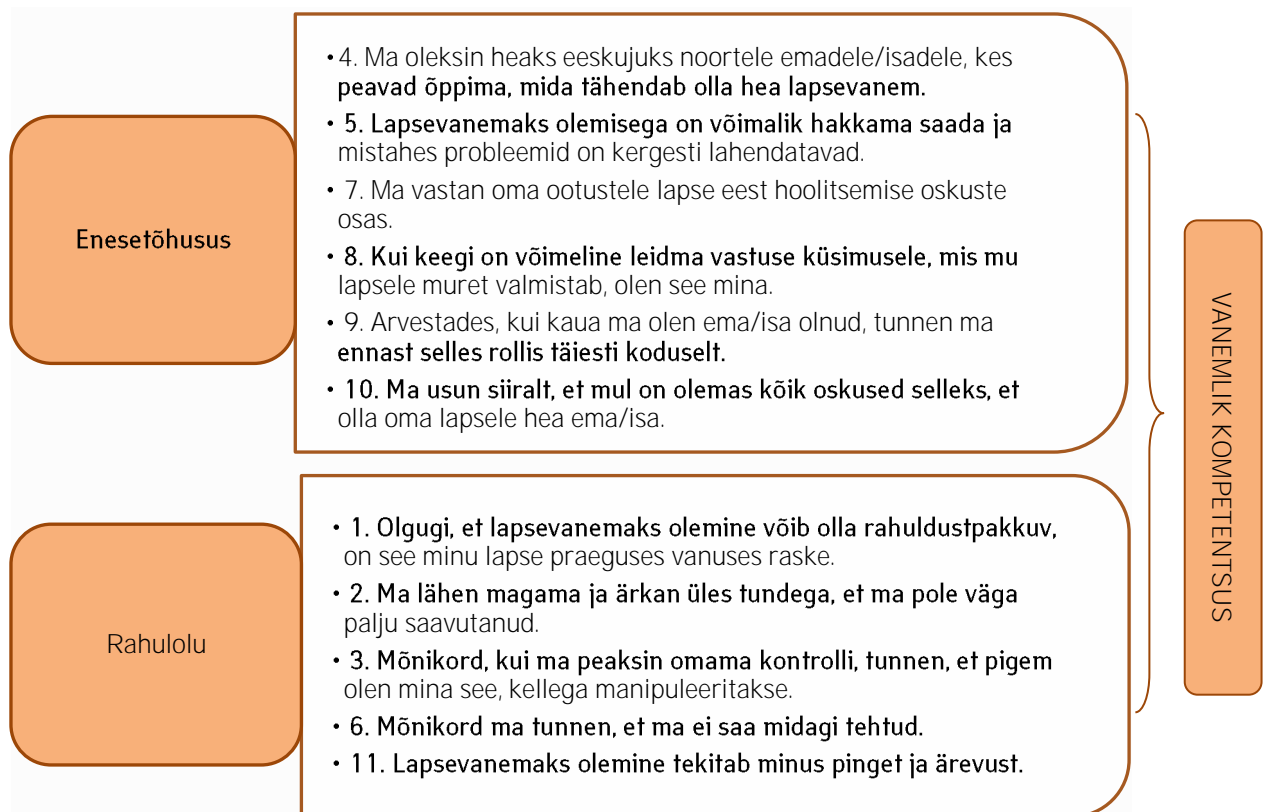 Enesetõhusus
• 4. Ma oleksin heaks eeskujuks noortele emadele/isadele, kes
peavad õppima, mida tähendab olla hea lapsevanem.
• 5. Lapsevanemaks olemisega on võimalik hakkama saada ja
mistahes probleemid on kergesti lahendatavad.
• 7. Ma vastan oma ootustele lapse eest hoolitsemise oskuste
osas.
• 8. Kui keegi on võimeline leidma vastuse küsimusele, mis mu
lapsele muret valmistab, olen see mina.
• 9. Arvestades, kui kaua ma olen ema/isa olnud, tunnen ma
ennast selles rollis täiesti koduselt.
• 10. Ma usun siiralt, et mul on olemas kõik oskused selleks, et
olla oma lapsele hea ema/isa.
Rahulolu
• 1. Olgugi, et lapsevanemaks olemine võib olla rahuldustpakkuv,
on see minu lapse praeguses vanuses raske.
• 2. Ma lähen magama ja ärkan üles tundega, et ma pole väga
palju saavutanud.
• 3. Mõnikord, kui ma peaksin omama kontrolli, tunnen, et pigem
olen mina see, kellega manipuleeritakse.
• 6. Mõnikord ma tunnen, et ma ei saa midagi tehtud.
• 11. Lapsevanemaks olemine tekitab minus pinget ja ärevust.
VANEMLIK KOMPETENTSUS